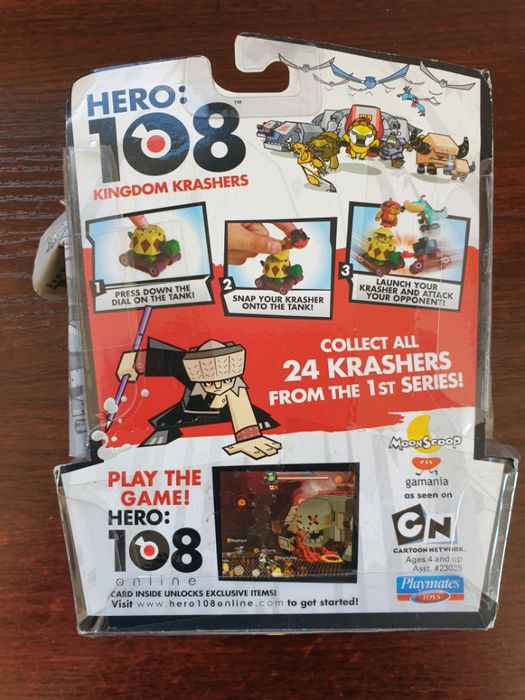 HERO:
108
™
KINGDOM KRASHERS
1
PRESS DOWN THE
DIAL ON THE TANK!
2
SNAP YOUR KRASHER
ONTO THE TANK!
3
LAUNCH YOUR
KRASHER AND ATTACK
YOUR OPPONENT!
COLLECT ALL
24 KRASHERS
FROM THE 1ST SERIES!
PLAY THE
GAME!
HERO:
108
online
CARD INSIDE UNLOCKS EXCLUSIVE ITEMS!
Visit www.hero108online.com to get started!
MoonScoop
gamania
as seen on
CN
CARTOON NETWORK.
Ages 4 and up
Asst. #23025
Playmates
TOYS